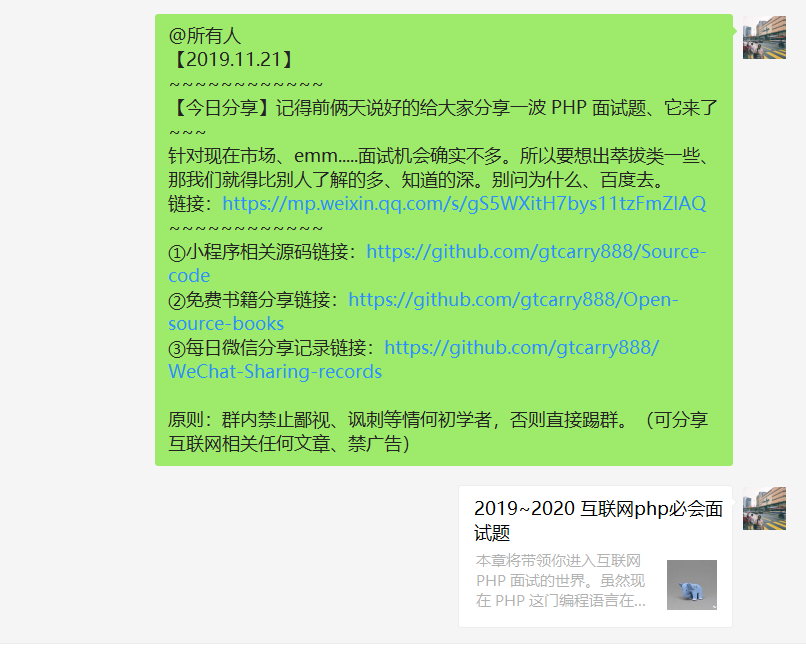 @所有人
【2019.11.21】
~~~~~~~~~~~~
【今日分享】记得前俩天说好的给大家分享一波 PHP 面试题、它来了
~~~
针对现在市场、emm.....面试机会确实不多。所以要想出萃拔类一些、
那我们就得比别人了解的多、知道的深。别问为什么、百度去。
链接：https://mp.weixin.qq.com/s/gS5WXitH7bys11tzFmZIAQ
~~~~~~~~~~~~
①小程序相关源码链接：https://github.com/gtcarry888/Source-
code
②免费书籍分享链接：https://github.com/gtcarry888/Open-
source-books
③每日微信分享记录链接：https://github.com/gtcarry888/
WeChat-Sharing-records
原则：群内禁止鄙视、讽刺等情何初学者，否则直接踢群。（可分享
互联网相关任何文章、禁广告）
2019~2020 互联网php必会面
试题
本章将带领你进入互联网
PHP 面试的世界。虽然现
在 PHP 这门编程语言在...